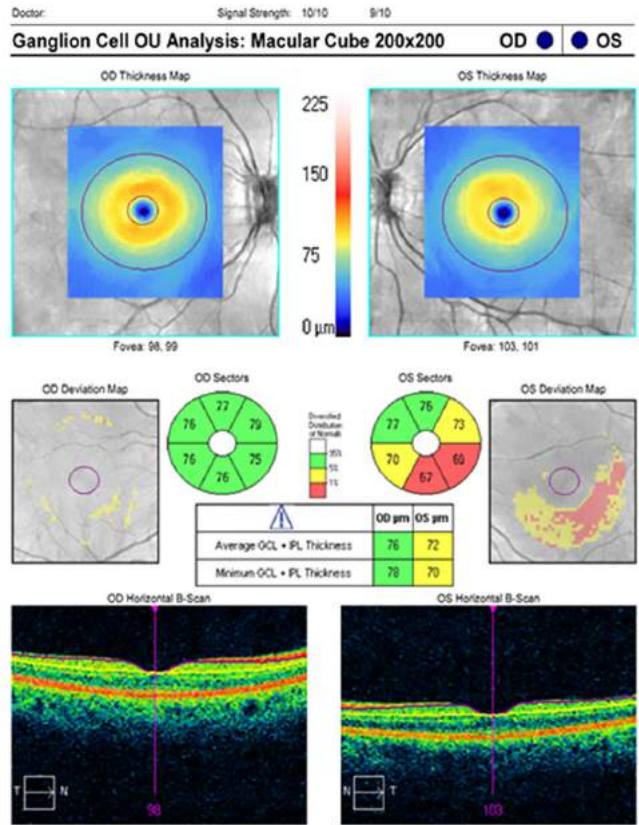 Doctor: Signal Strength: 10/10 9/10
Ganglion Cell OU Analysis: Macular Cube 200x200 OD OS
OD Thickness Map
OS Thickness Map
225
150
75
0 µm
Fovea: 98, 99
Fovea: 103, 101
OD Deviation Map
OD Sectors
OS Sectors
OS Deviation Map
77
76 79
76 75
76
Distribution
of Normals
95%
5%
1%
76
77 73
70 69
67
OD µm OS µm
Average GCL + IPL Thickness 76 72
Minimum GCL + IPL Thickness 78 70
OD Horizontal B-Scan
OS Horizontal B-Scan
T N
98
N T
103